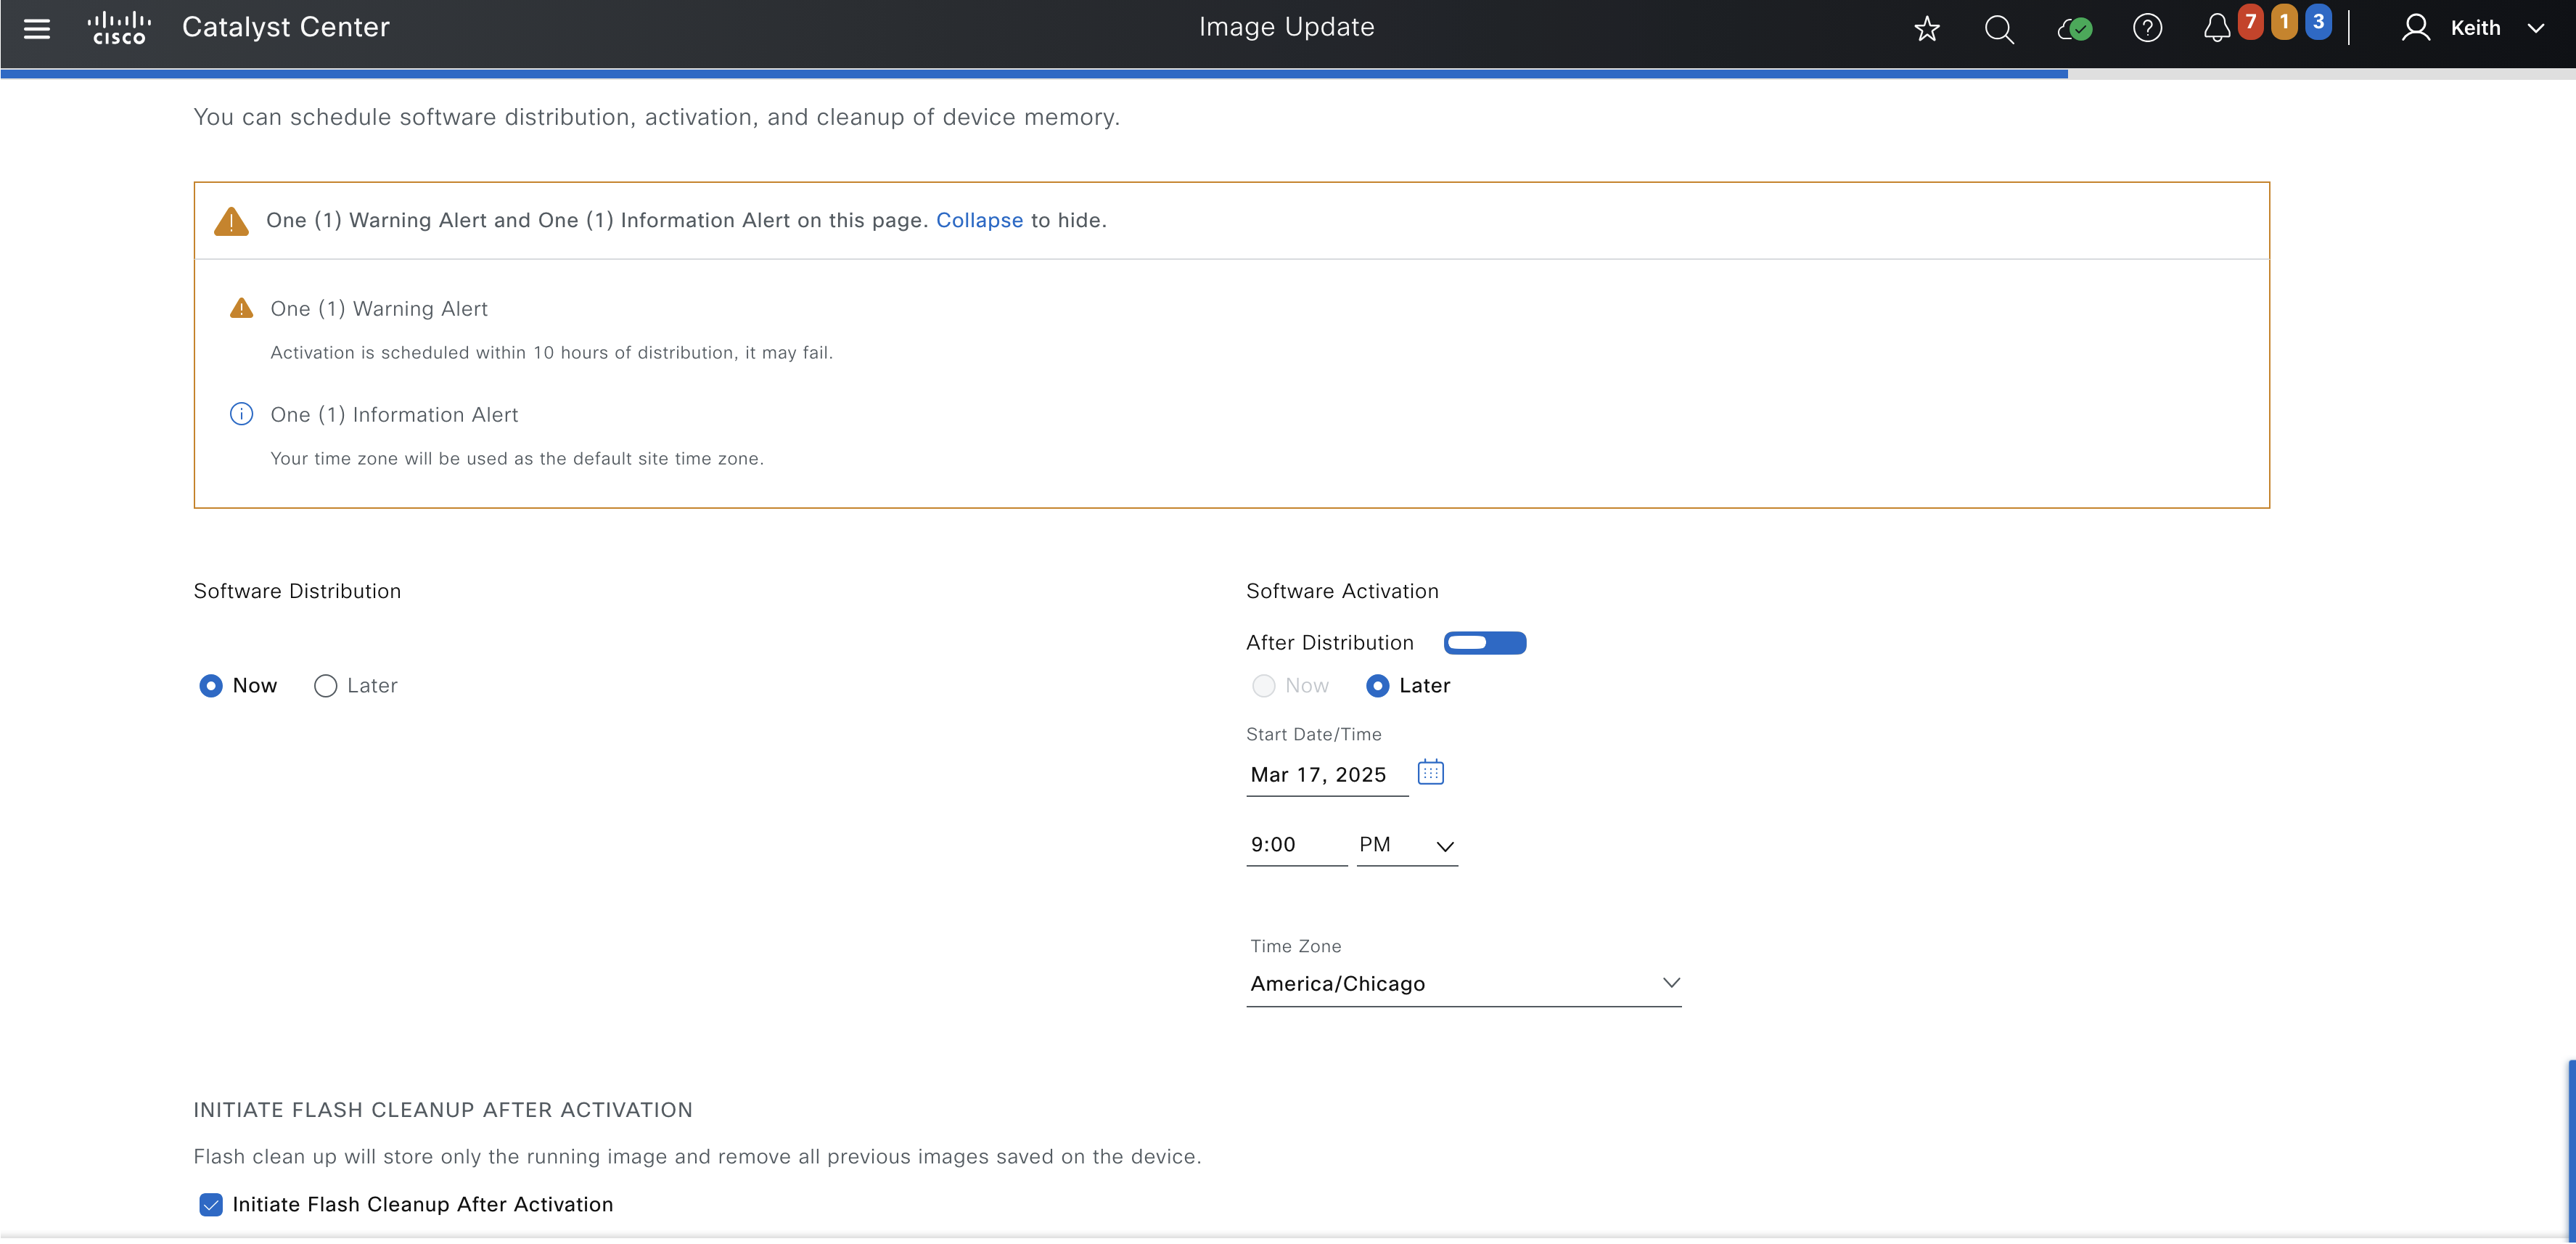 CISCO Catalyst Center Image Update 7 1 3 Keith
You can schedule software distribution, activation, and cleanup of device memory.
One (1) Warning Alert and One (1) Information Alert on this page. Collapse to hide.
One (1) Warning Alert
Activation is scheduled within 10 hours of distribution, it may fail.
One (1) Information Alert
Your time zone will be used as the default site time zone.
Software Distribution
Now Later
Software Activation
After Distribution
Now Later
Start Date/Time
Mar 17, 2025
9:00 PM
Time Zone
America/Chicago
INITIATE FLASH CLEANUP AFTER ACTIVATION
Flash clean up will store only the running image and remove all previous images saved on the device.
Initiate Flash Cleanup After Activation